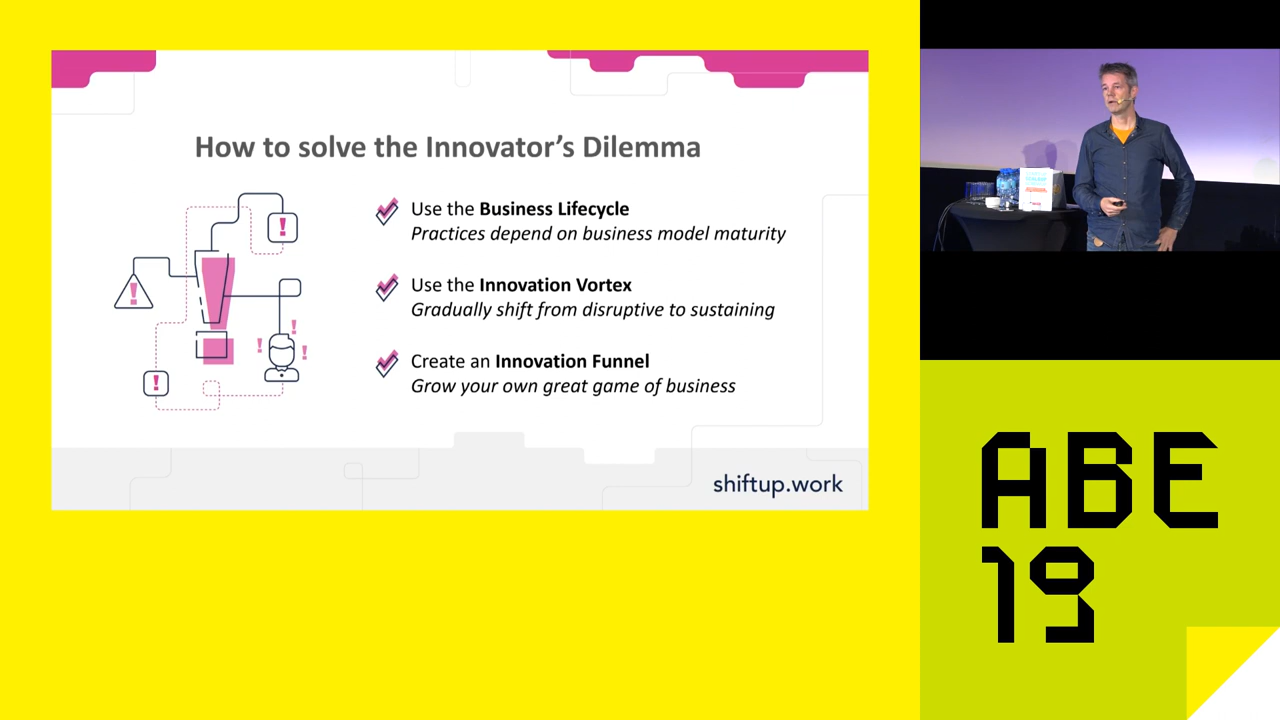 How to solve the Innovator's Dilemma
Use the Business Lifecycle
Practices depend on business model maturity
Use the Innovation Vortex
Gradually shift from disruptive to sustaining
Create an Innovation Funnel
Grow your own great game of business
shiftup.work
ABE
19